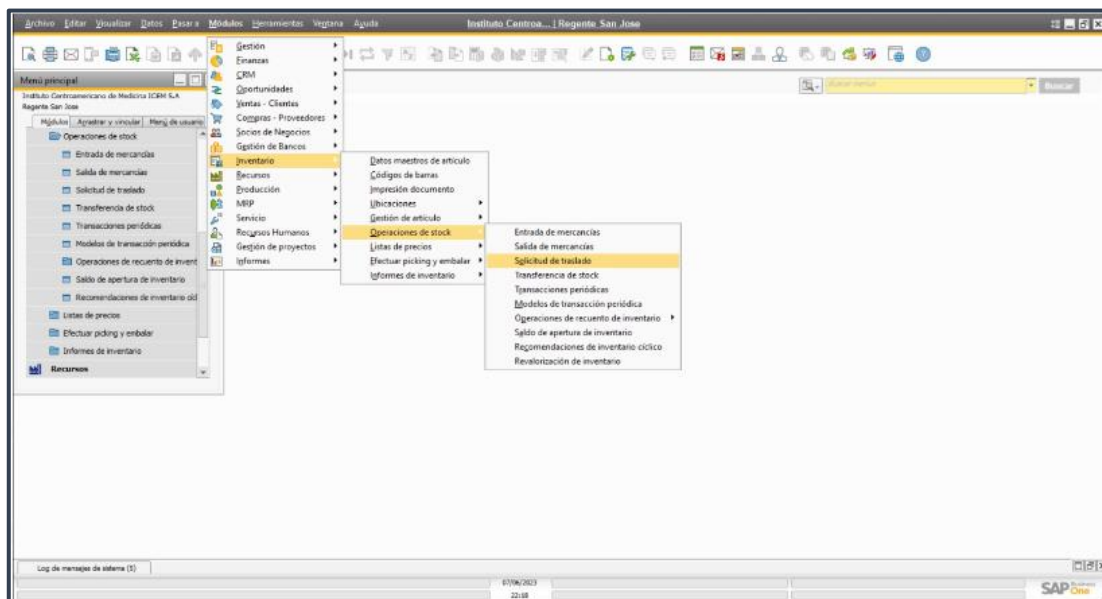 Archivo Editar Visualizar Datos Pasar a Módulos Herramientas Ventana Ayuda
Instituto Centroa... | Regente San Jose
Menú principal
Instituto Centroamericano de Medicina ICEM S.A
Regente San Jose
Módulos Arrastrar y vincular Menú de usuario
Operaciones de stock
Entrada de mercancías
Salida de mercancías
Solicitud de traslado
Transferencia de stock
Transacciones periódicas
Modelos de transacción periódica
Operaciones de recuento de invent
Saldo de apertura de inventario
Recomendaciones de inventario cícl
Listas de precios
Efectuar picking y embalar
Informes de inventario
Recursos
Gestión
Finanzas
CRM
Oportunidades
Ventas - Clientes
Compras - Proveedores
Socios de Negocios
Gestión de Bancos
Inventario
Recursos
Producción
MRP
Servicio
Recursos Humanos
Gestión de proyectos
Informes
Datos maestros de artículo
Códigos de barras
Impresión documento
Ubicaciones
Gestión de artículo
Operaciones de stock
Listas de precios
Efectuar picking y embalar
Informes de inventario
Entrada de mercancías
Salida de mercancías
Solicitud de traslado
Transferencia de stock
Transacciones periódicas
Modelos de transacción periódica
Operaciones de recuento de inventario
Saldo de apertura de inventario
Recomendaciones de inventario cíclico
Revalorización de inventario
Buscar
Log de mensajes de sistema (5)
07/06/2023
22:18
SAP Business One